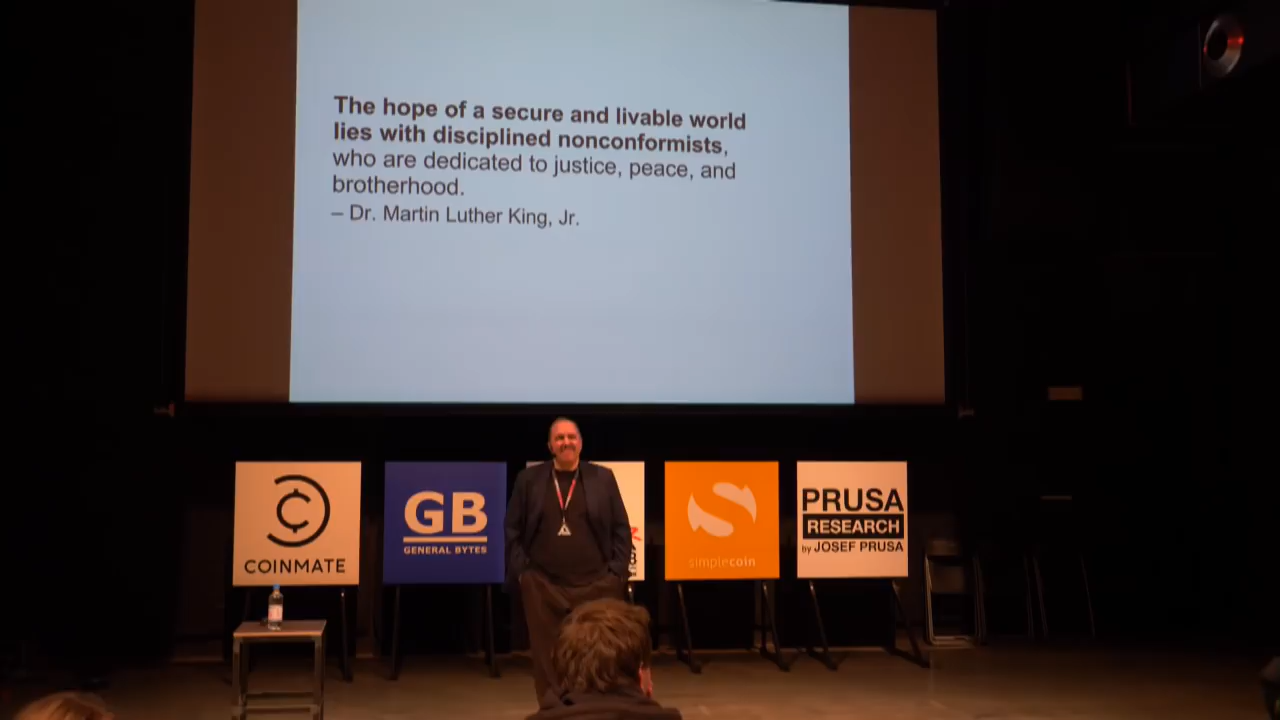 The hope of a secure and livable world
lies with disciplined nonconformists,
who are dedicated to justice, peace, and
brotherhood.
– Dr. Martin Luther King, Jr.
COINMATE
GB
GENERAL BYTES
simplecoin
PRUSA
RESEARCH
by JOSEF PRUSA